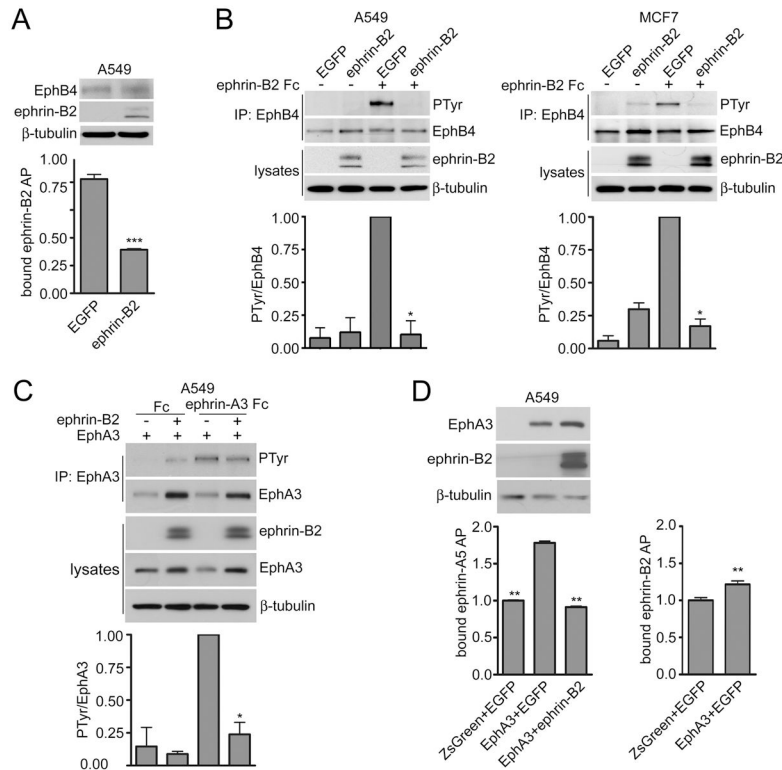 A
A549
EphB4
ephrin-B2
β-tubulin
bound ephrin-B2 AP
1.00
0.75
0.50
0.25
0.00
***
EGFP
ephrin-B2
B
A549
EGFP
ephrin-B2
EGFP
ephrin-B2
ephrin-B2 Fc - - + +
IP: EphB4
PTyr
EphB4
lysates
ephrin-B2
β-tubulin
PTyr/EphB4
1.00
0.75
0.50
0.25
0.00
*
MCF7
EGFP
ephrin-B2
EGFP
ephrin-B2
ephrin-B2 Fc - - + +
IP: EphB4
PTyr
EphB4
lysates
ephrin-B2
β-tubulin
PTyr/EphB4
1.00
0.75
0.50
0.25
0.00
*
C
A549
Fc ephrin-A3 Fc
ephrin-B2 - + - +
EphA3 + + + +
IP: EphA3
PTyr
EphA3
lysates
ephrin-B2
EphA3
β-tubulin
PTyr/EphA3
1.00
0.75
0.50
0.25
0.00
*
D
A549
EphA3
ephrin-B2
β-tubulin
bound ephrin-A5 AP
2.0
1.5
1.0
0.5
0.0
**
**
ZsGreen+EGFP
EphA3+EGFP
EphA3+ephrin-B2
bound ephrin-B2 AP
2.0
1.5
1.0
0.5
0.0
**
ZsGreen+EGFP
EphA3+EGFP